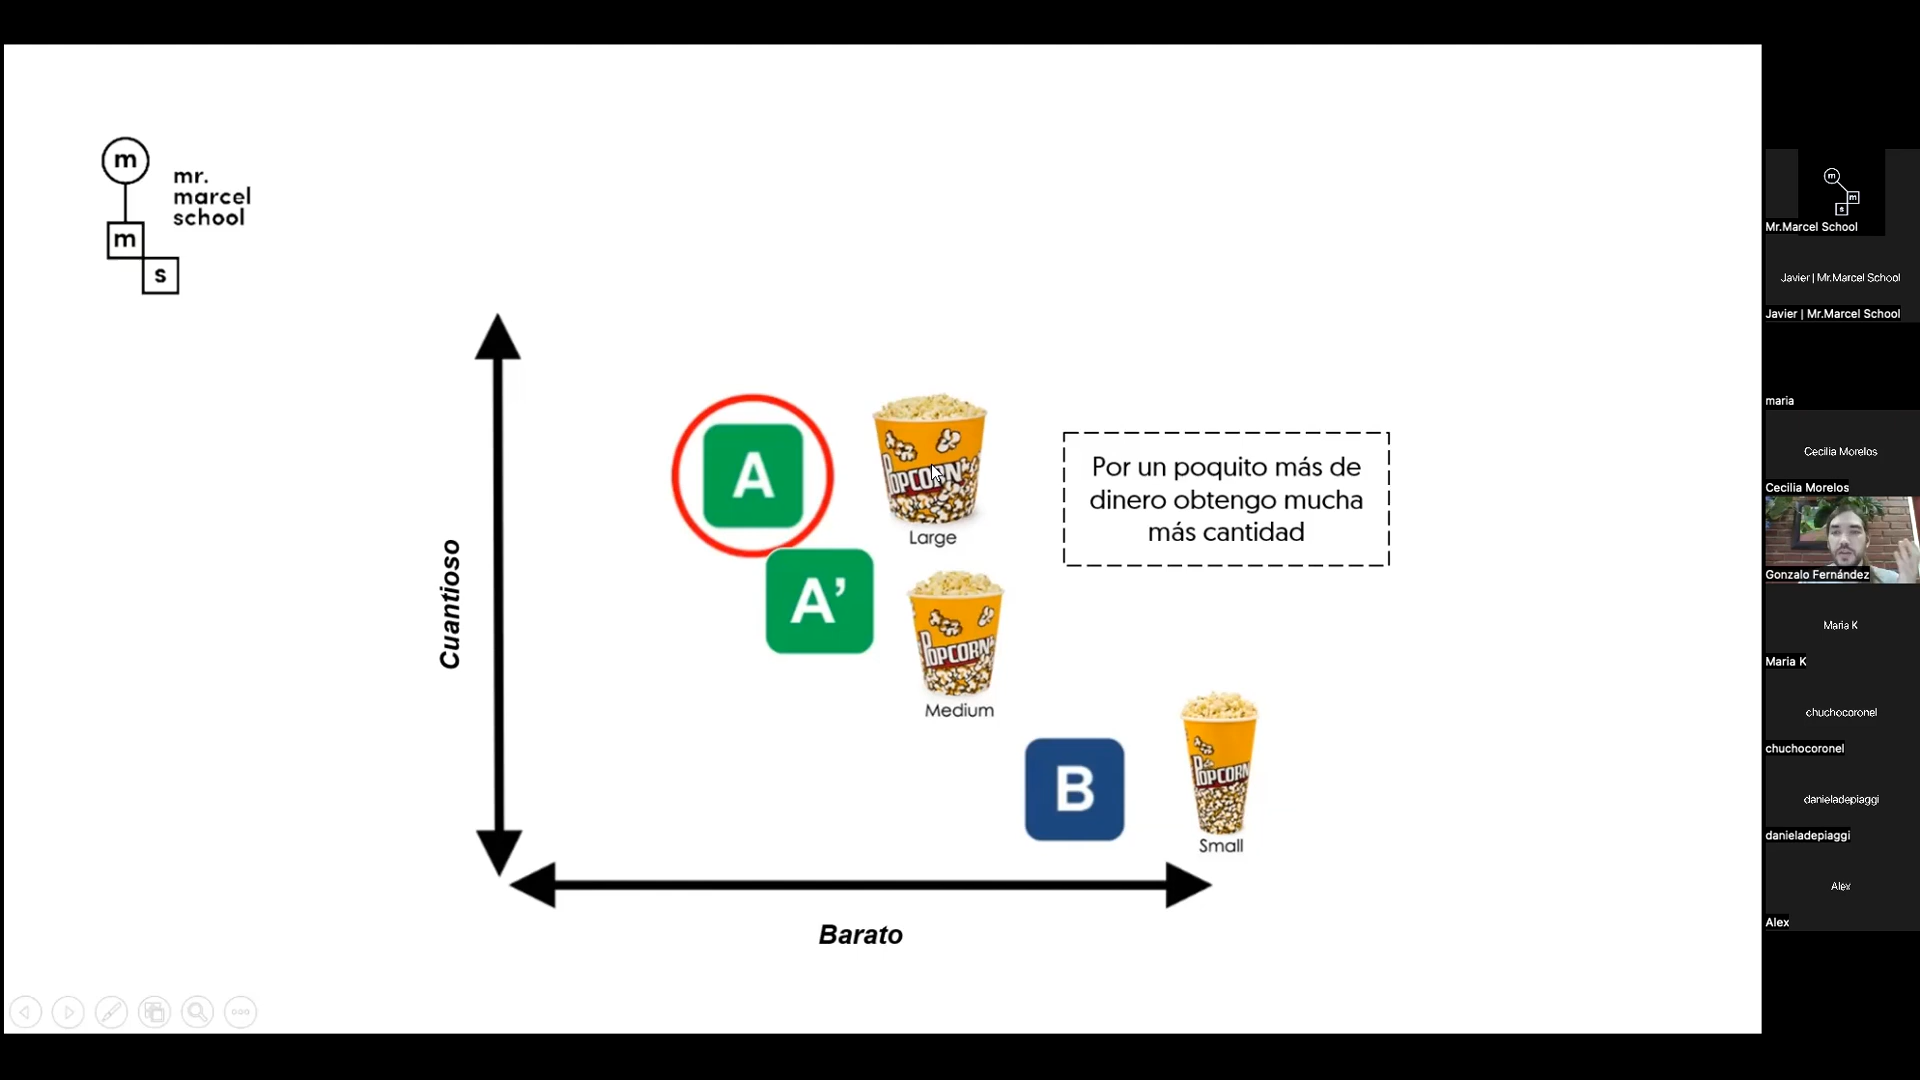 m
mr.
marcel
school
m
s
A
POPCORN
Large
Por un poquito más de
dinero obtengo mucha
más cantidad
A’
POPCORN
Medium
B
POPCORN
Small
Cuantioso
Barato
m
m
s
Mr.Marcel School
Javier | Mr.Marcel School
Javier | Mr.Marcel School
maria
Cecilia Morelos
Cecilia Morelos
Gonzalo Fernández
Maria K
Maria K
chuchocoronel
chuchocoronel
danieladepiaggi
danieladepiaggi
Alex
Alex